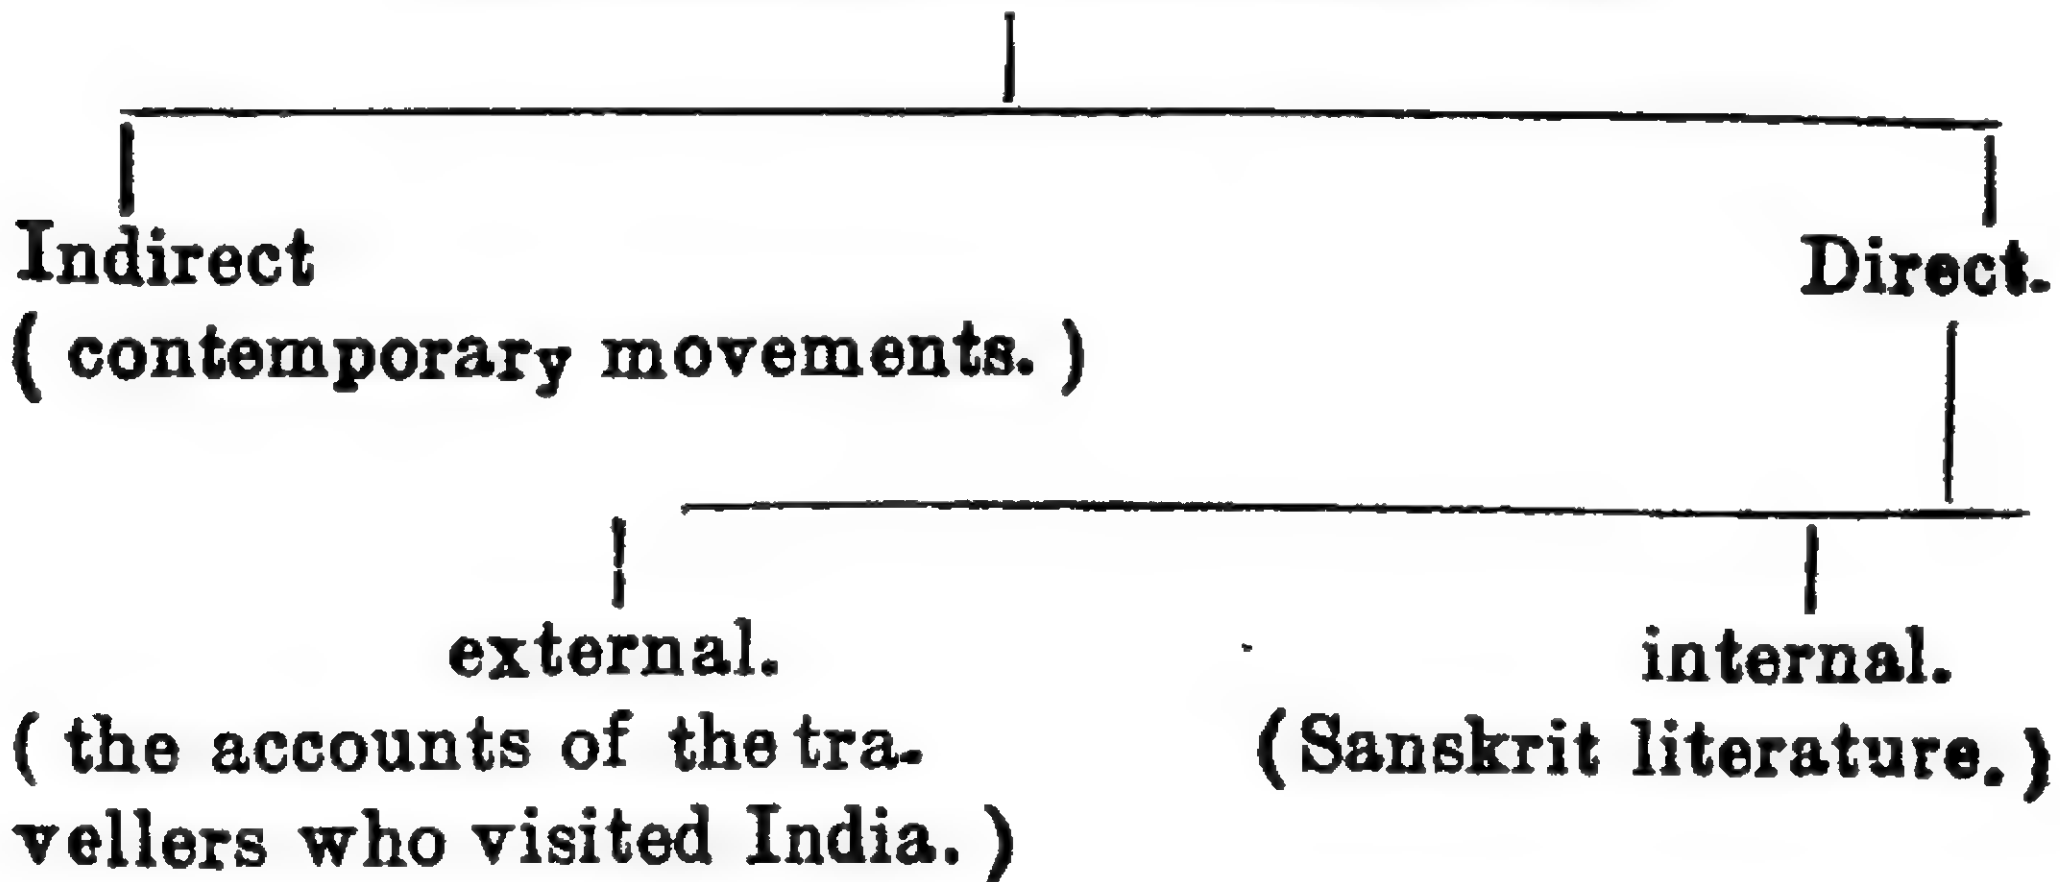 Indirect
Direct.
( contemporary movements. )
external.
internal.
( the accounts of the tra-
(Sanskrit literature.)
vellers who visited India. )